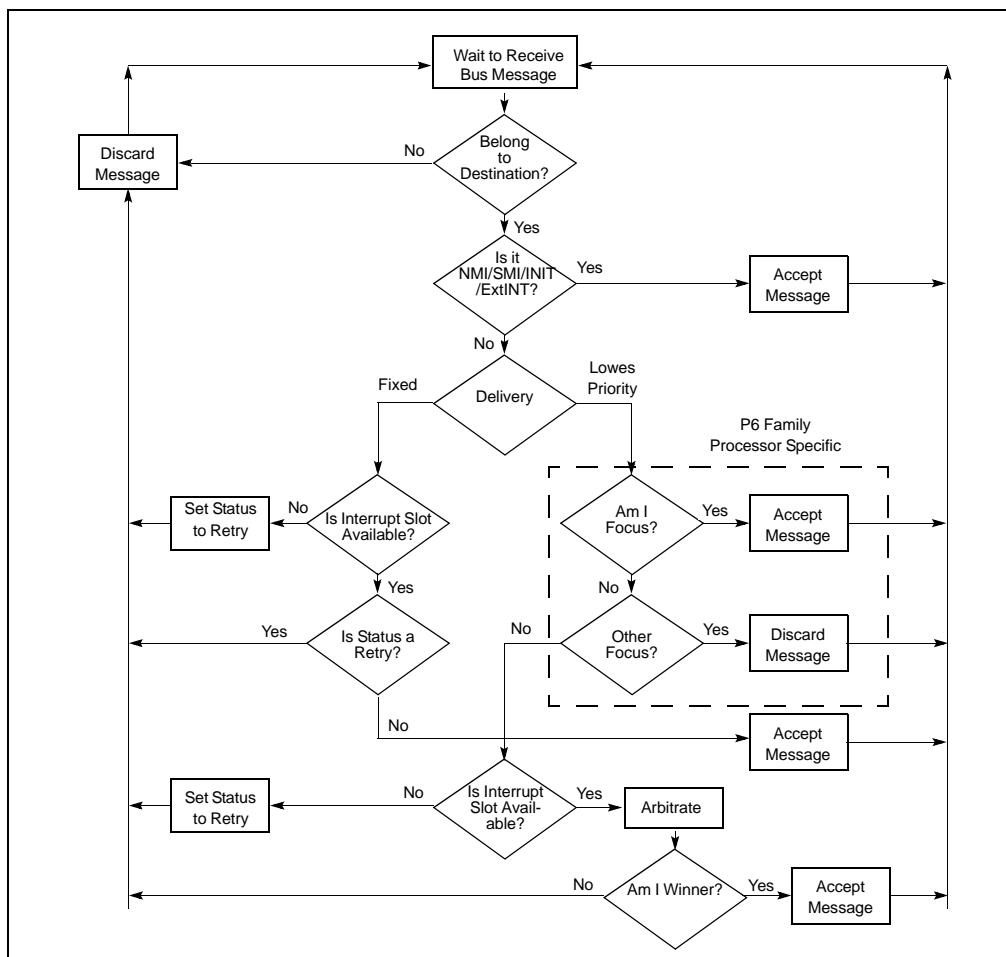 Wait to Receive
Bus Message
Belong
to
Destination?
No
Discard
Message
Yes
Is it
NMI/SMI/INIT
/ExtINT?
Yes
Accept
Message
No
Delivery
Fixed
Lowes
Priority
P6 Family
Processor Specific
Is Interrupt Slot
Available?
No
Set Status
to Retry
Am I
Focus?
Yes
Accept
Message
Yes
No
Is Status a
Retry?
Yes
No
Other
Focus?
Yes
Discard
Message
No
Accept
Message
Is Interrupt
Slot Avail-
able?
No
Set Status
to Retry
Yes
Arbitrate
Am I Winner?
No
Yes
Accept
Message